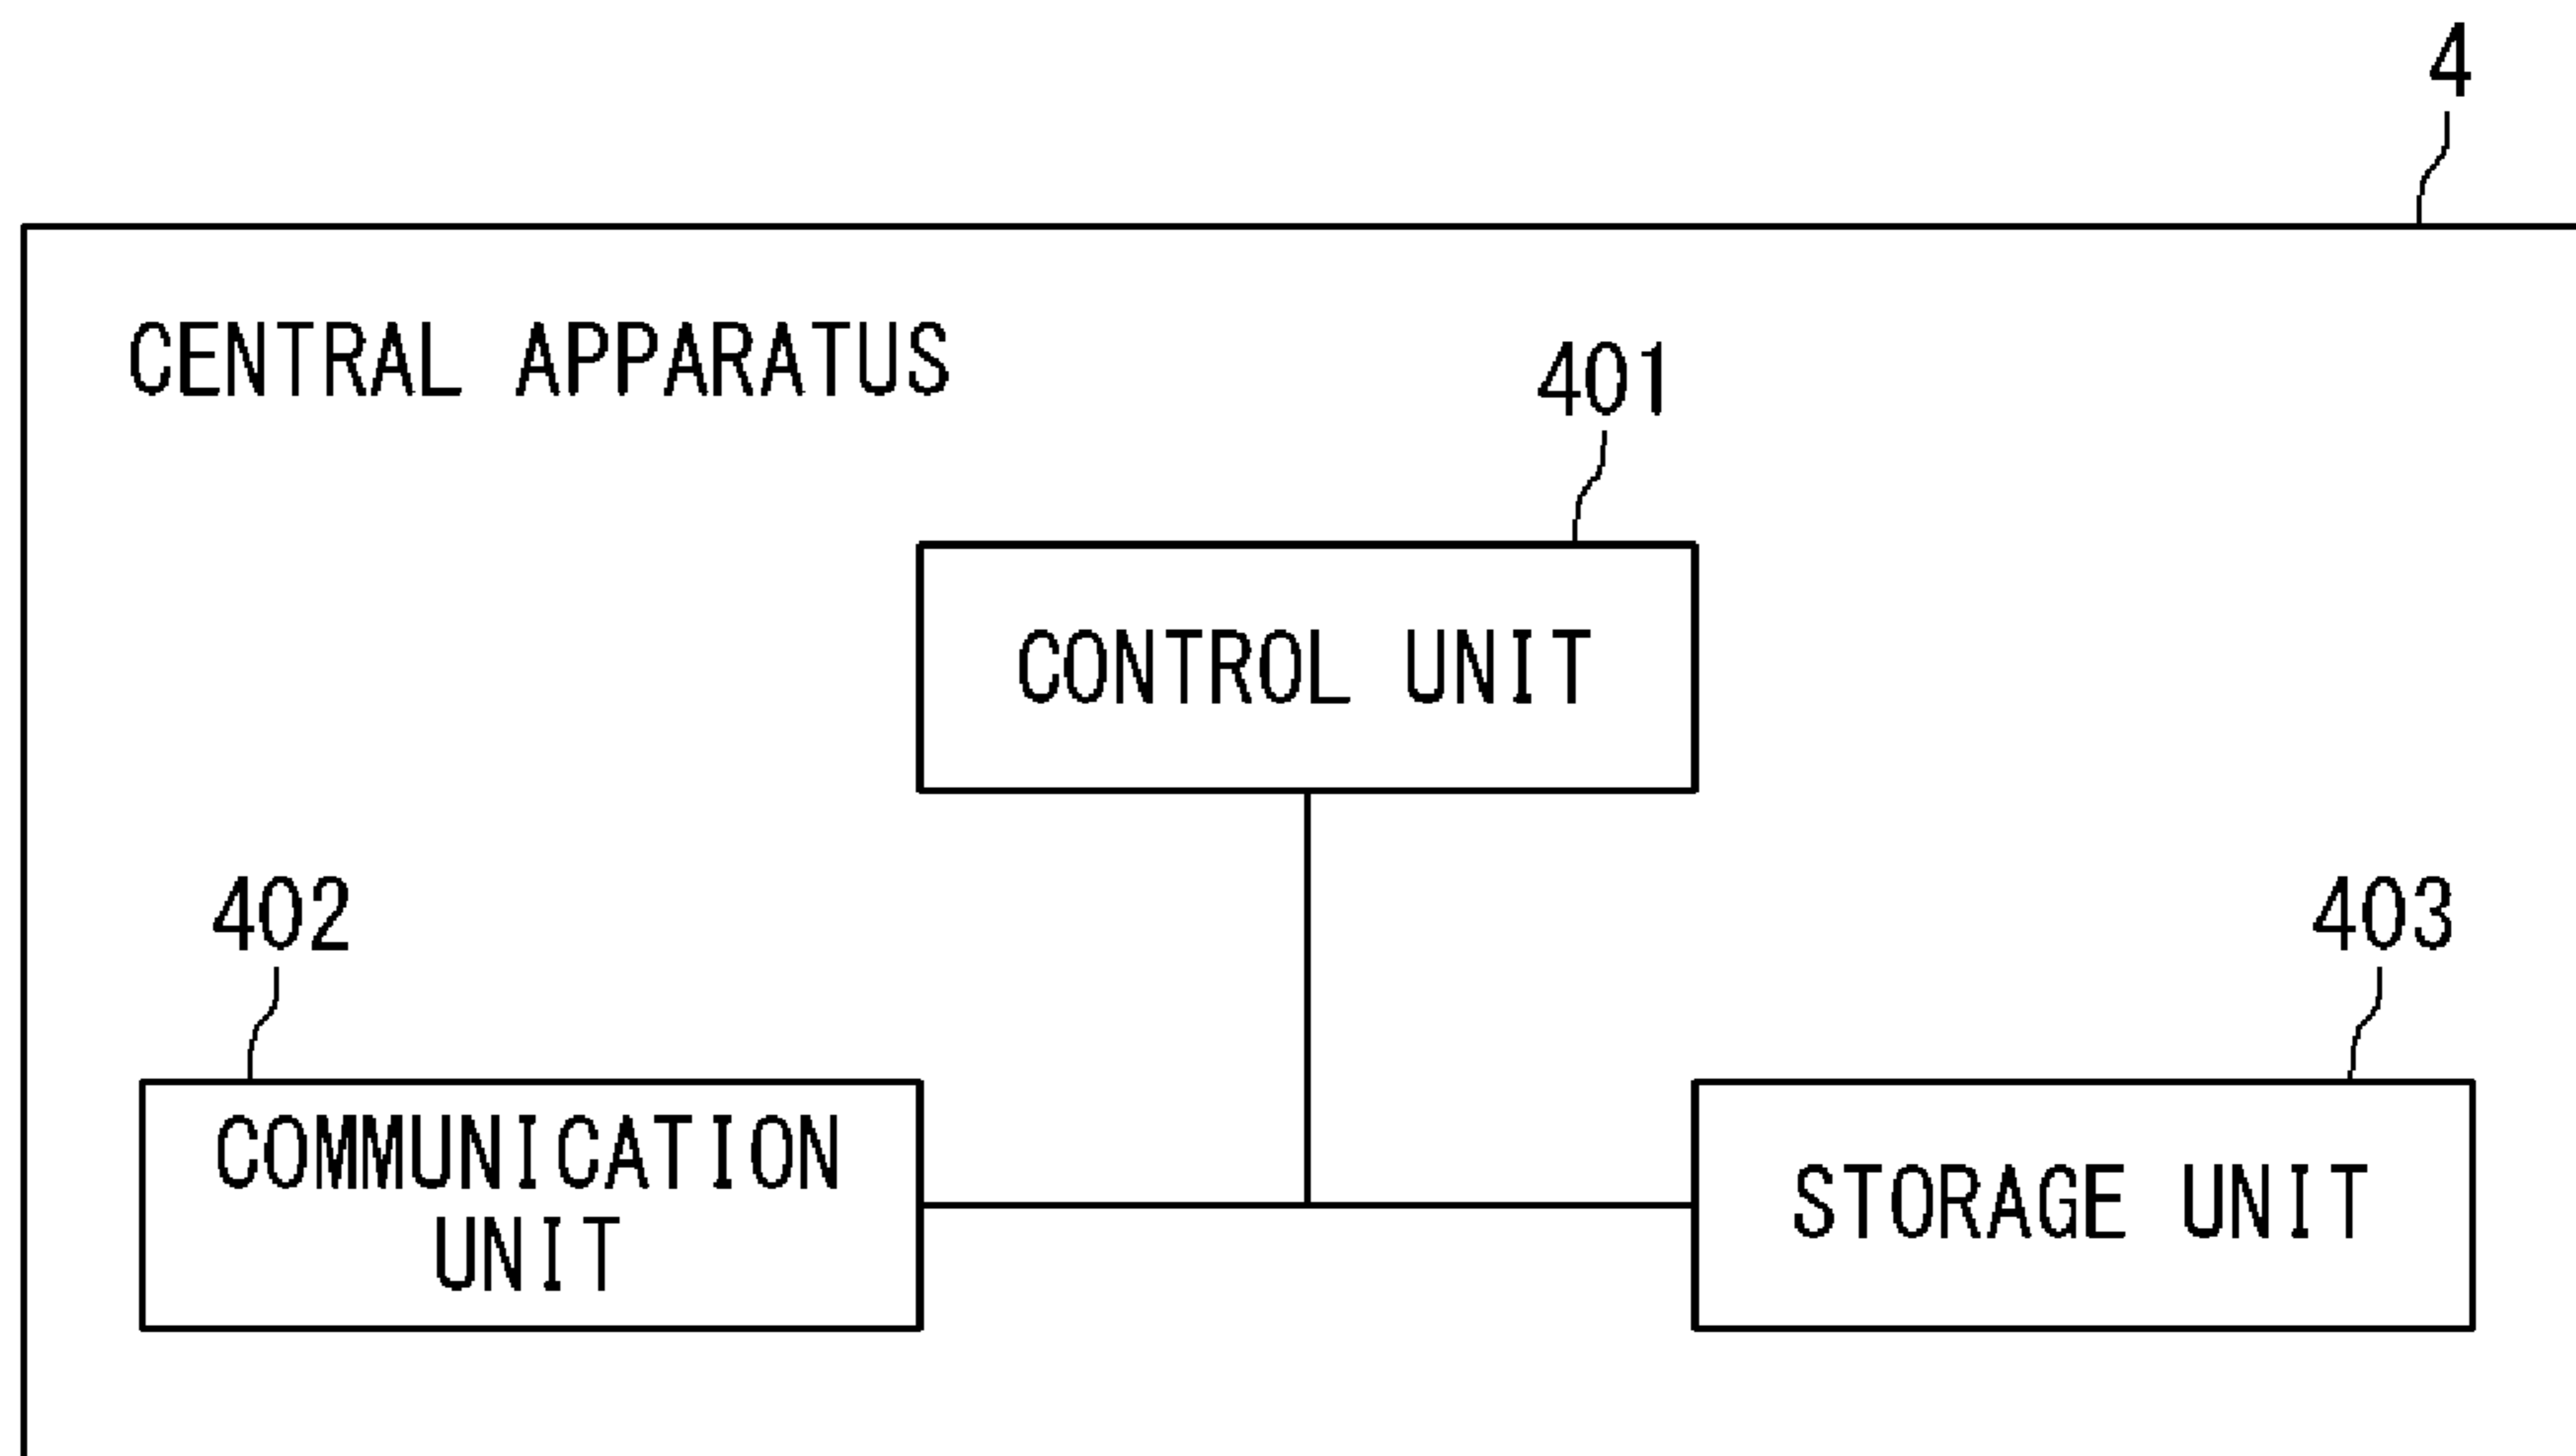 4
CENTRAL APPARATUS
401
CONTROL UNIT
402
403
COMMUNICATION
UNIT
STORAGE UNIT